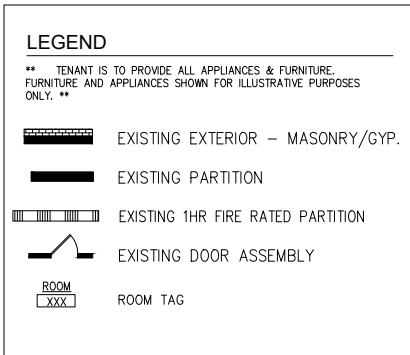 LEGEND
** TENANT IS TO PROVIDE ALL APPLIANCES & FURNITURE.
FURNITURE AND APPLIANCES SHOWN FOR ILLUSTRATIVE PURPOSES
ONLY. **
EXISTING EXTERIOR – MASONRY/GYP.
EXISTING PARTITION
EXISTING 1HR FIRE RATED PARTITION
EXISTING DOOR ASSEMBLY
ROOM
XXX
ROOM TAG